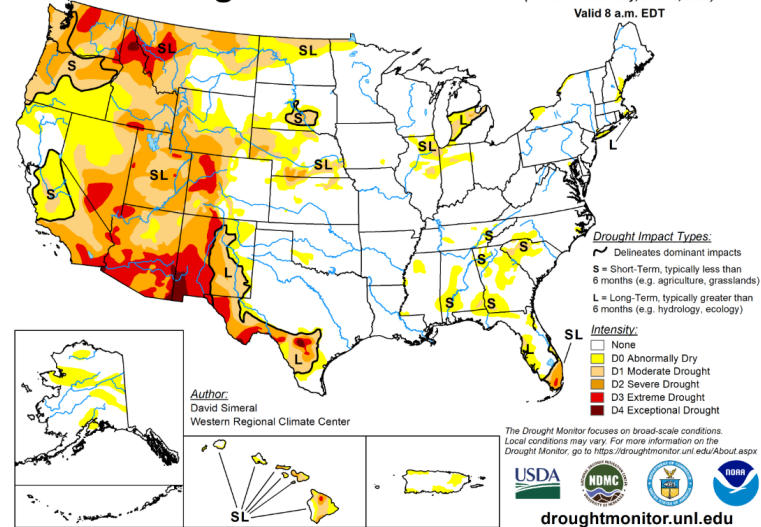 Valid 8 a.m. EDT
SL
SL
S
S
L
SL
L
S
SL
SL
S
S
S
L
S
S
L
SL
L
L
SL
Drought Impact Types:
Delineates dominant impacts
S = Short-Term, typically less than
6 months (e.g. agriculture, grasslands)
L = Long-Term, typically greater than
6 months (e.g. hydrology, ecology)
Intensity:
None
D0 Abnormally Dry
D1 Moderate Drought
D2 Severe Drought
D3 Extreme Drought
D4 Exceptional Drought
Author:
David Simeral
Western Regional Climate Center
The Drought Monitor focuses on broad-scale conditions.
Local conditions may vary. For more information on the
Drought Monitor, go to https://droughtmonitor.unl.edu/About.aspx
USDA
NDMC
NOAA
droughtmonitor.unl.edu